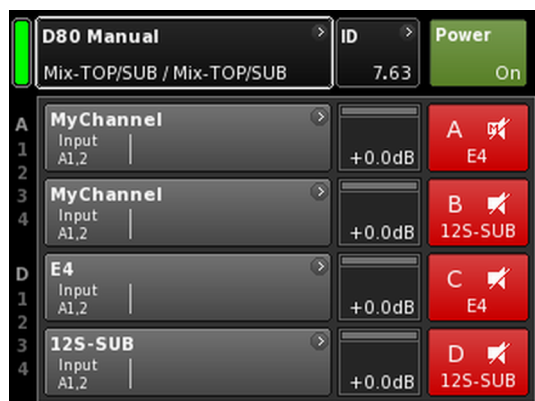 D80 Manual
Mix-TOP/SUB / Mix-TOP/SUB
ID
7.63
Power
On
A
1
2
3
4
D
1
2
3
4
MyChannel
Input
A1,2
+0.0dB
A
E4
MyChannel
Input
A1,2
+0.0dB
B
12S-SUB
E4
Input
A1,2
+0.0dB
C
E4
12S-SUB
Input
A1,2
+0.0dB
D
12S-SUB